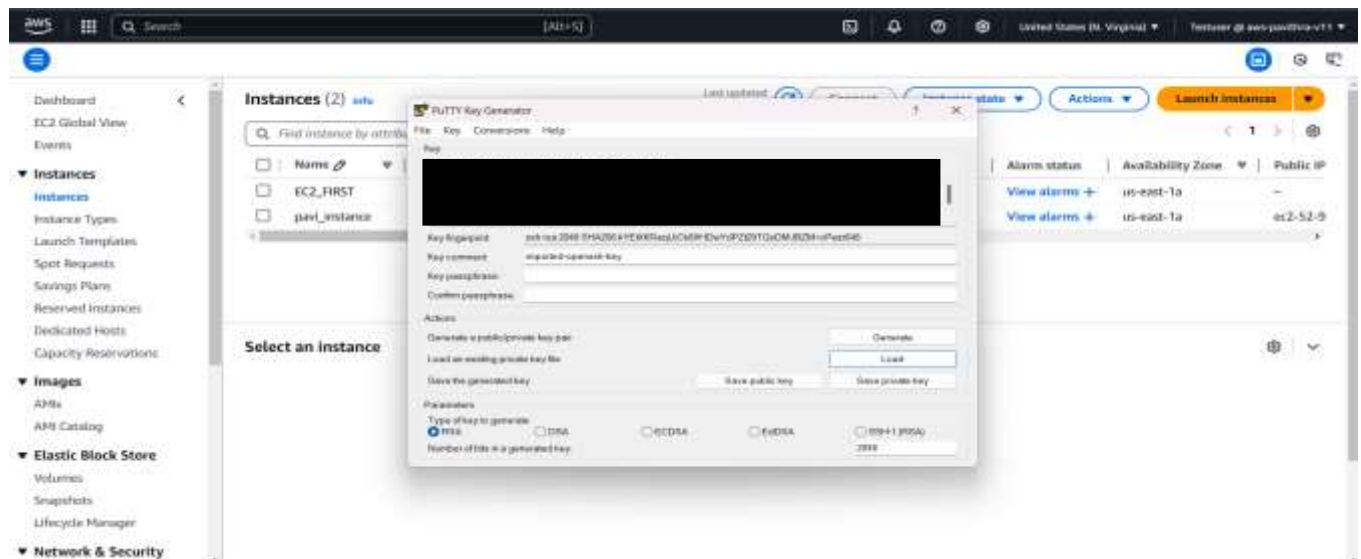 aws
Search
[Alt+S]
United States (N. Virginia)
Dashboard
EC2 Global View
Events
Instances
Instances
Instance Types
Launch Templates
Spot Requests
Savings Plans
Reserved Instances
Dedicated Hosts
Capacity Reservations
Images
AMIs
AMI Catalog
Elastic Block Store
Volumes
Snapshots
Lifecycle Manager
Network & Security
Instances (2) Info
Last updated
Actions
Launch instances
1
Name
Alarm status
Availability Zone
Public IP
EC2_FIRST
View alarms +
us-east-1a
–
pavi_instance
View alarms +
us-east-1a
ec2-52-9
Select an instance
PuTTY Key Generator
? ×
File Key Conversions Help
Key
Key fingerprint
Key comment
imported-openssh-key
Key passphrase
Confirm passphrase
Actions
Generate a public/private key pair
Generate
Load an existing private key file
Load
Save the generated key
Save public key
Save private key
Parameters
Type of key to generate
RSA
DSA
ECDSA
EdDSA
SSH-1 (RSA)
Number of bits in a generated key
2048